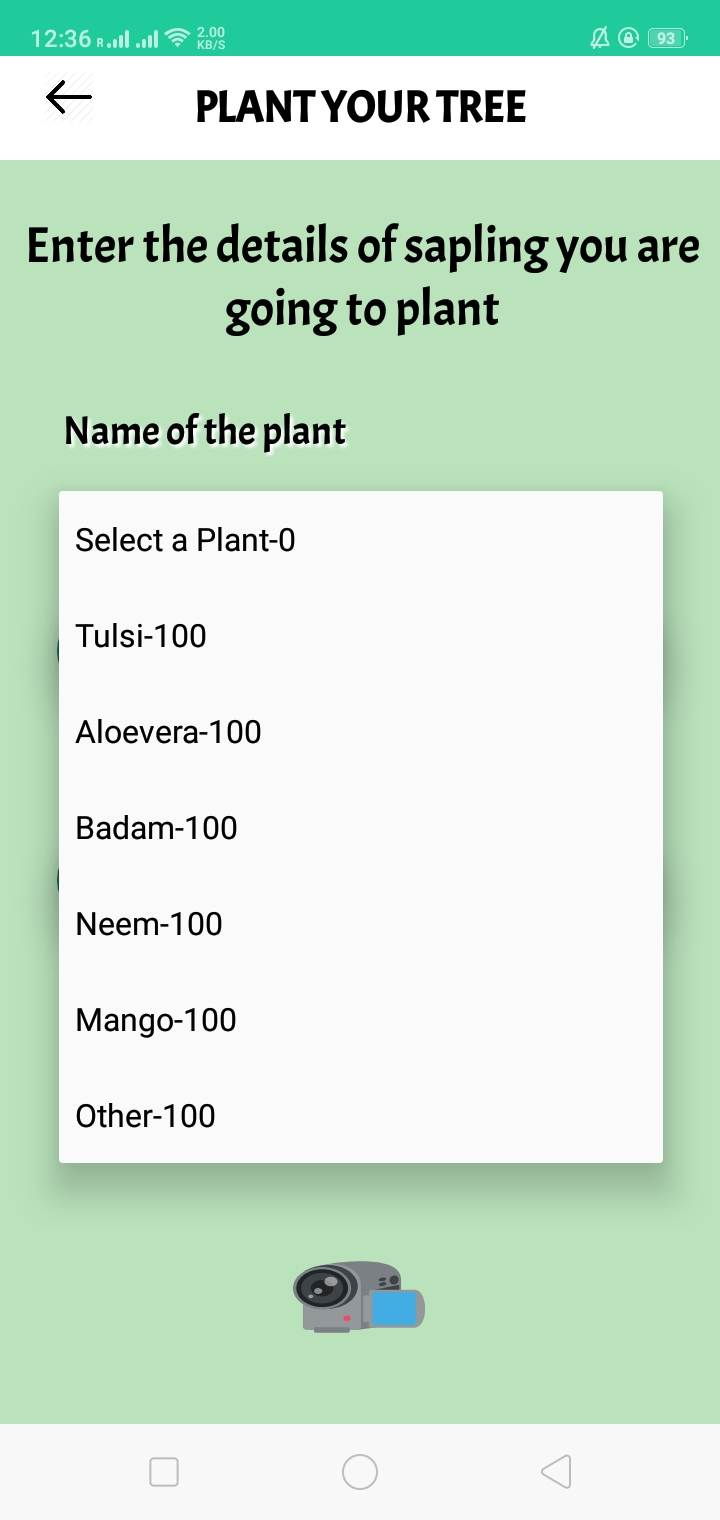 12:36 R 2.00 KB/S 93
PLANT YOUR TREE
Enter the details of sapling you are
going to plant
Name of the plant
Select a Plant-0
Tulsi-100
Aloevera-100
Badam-100
Neem-100
Mango-100
Other-100